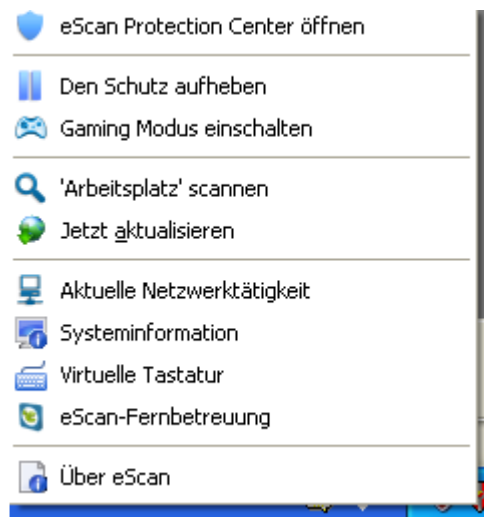 eScan Protection Center öffnen
Den Schutz aufheben
Gaming Modus einschalten
'Arbeitsplatz' scannen
Jetzt aktualisieren
Aktuelle Netzwerktätigkeit
Systeminformation
Virtuelle Tastatur
eScan-Fernbetreuung
Über eScan